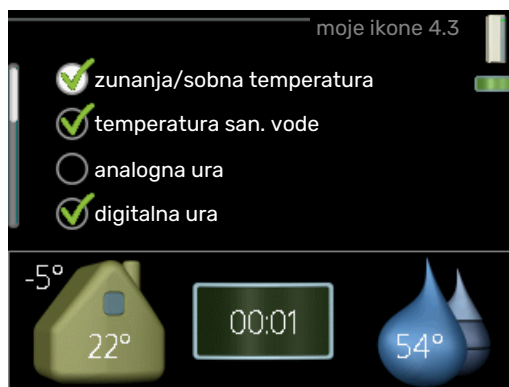 moje ikone 4.3
zunanja/sobna temperatura
temperatura san. vode
analogna ura
digitalna ura
-5°
22°
00:01
54°